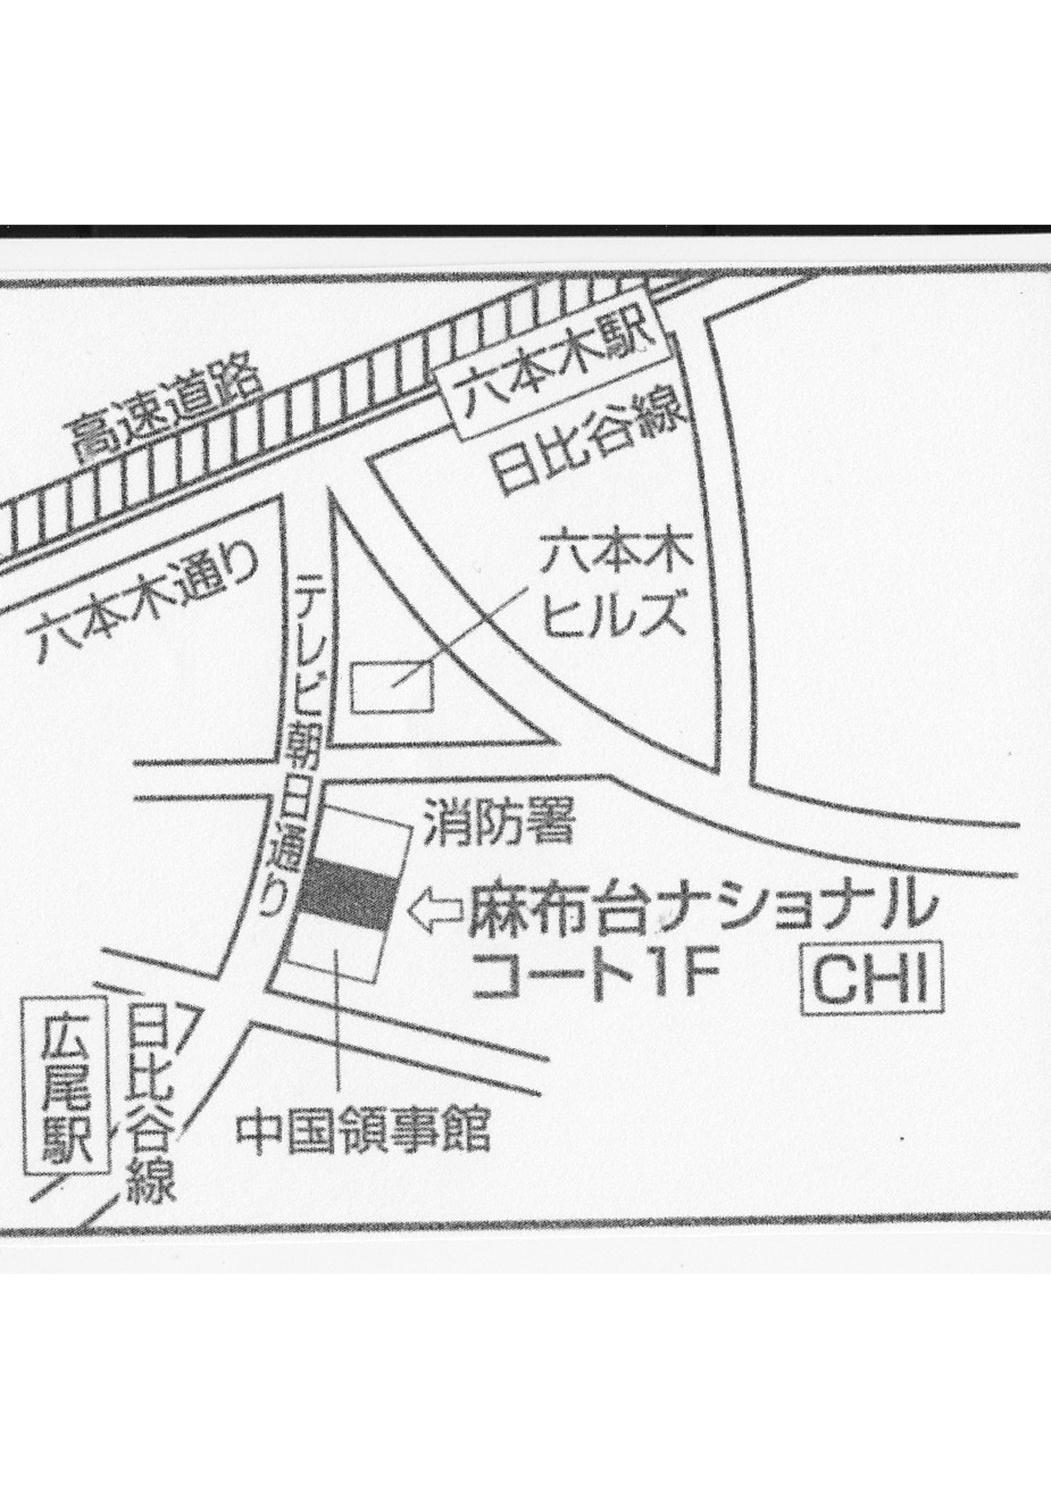 高速道路
六本木駅
日比谷線
六本木通り
六本木
ヒルズ
テレビ朝日通り
消防署
麻布台ナショナル
コート1F
CHI
広尾駅
日比谷線
中国領事館